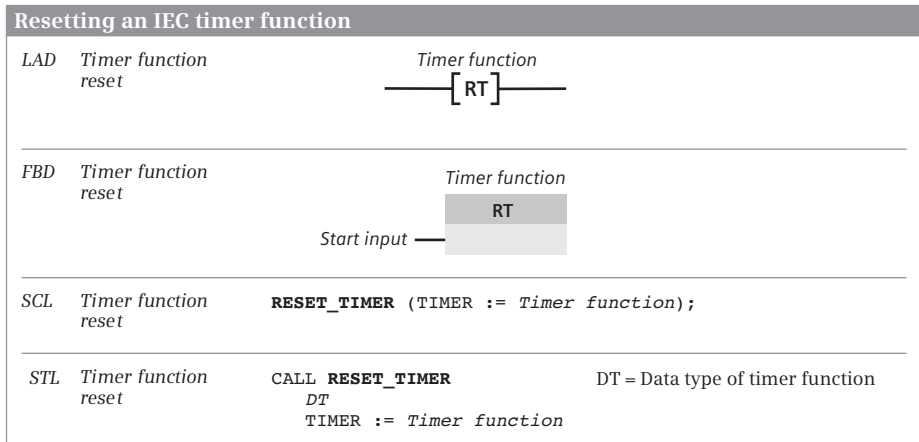 Resetting an IEC timer function
LAD Timer function reset
Timer function
RT
FBD Timer function reset
Timer function
RT
Start input
SCL Timer function reset
RESET_TIMER (TIMER := Timer function);
STL Timer function reset
CALL RESET_TIMER
DT
TIMER := Timer function
DT = Data type of timer function